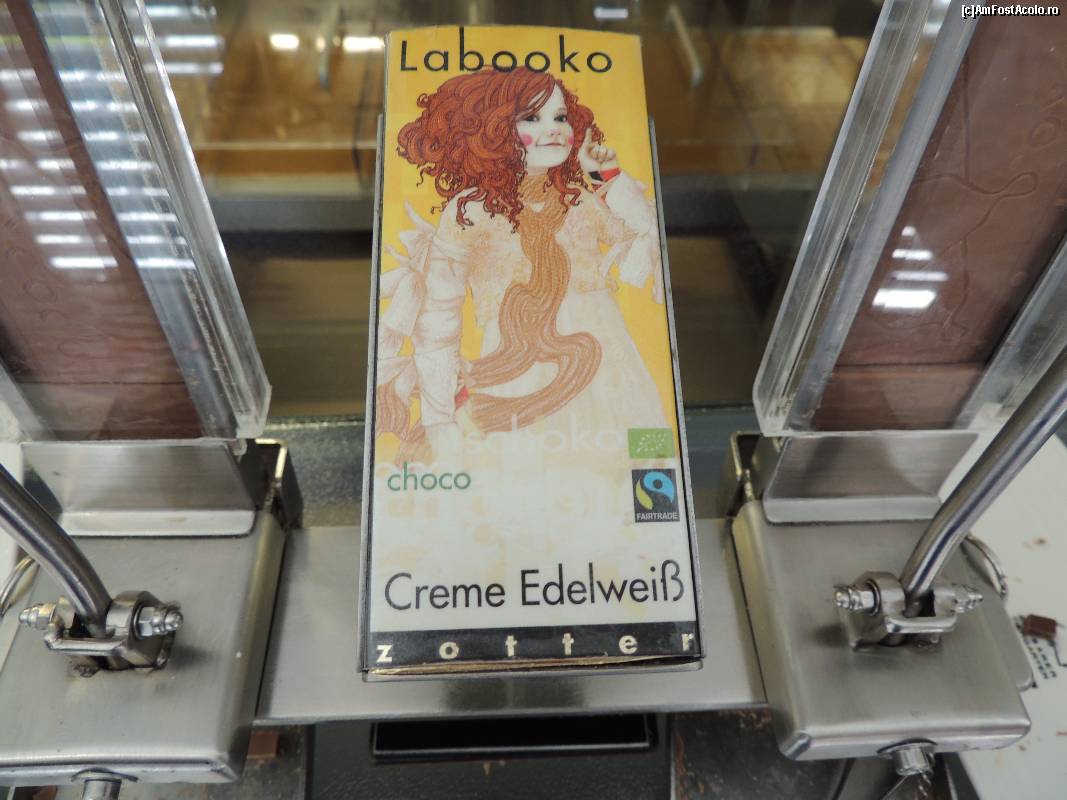 [c]AmFostAcolo.ro
Labooko
choco
FAIRTRADE
Creme Edelweiß
zotter